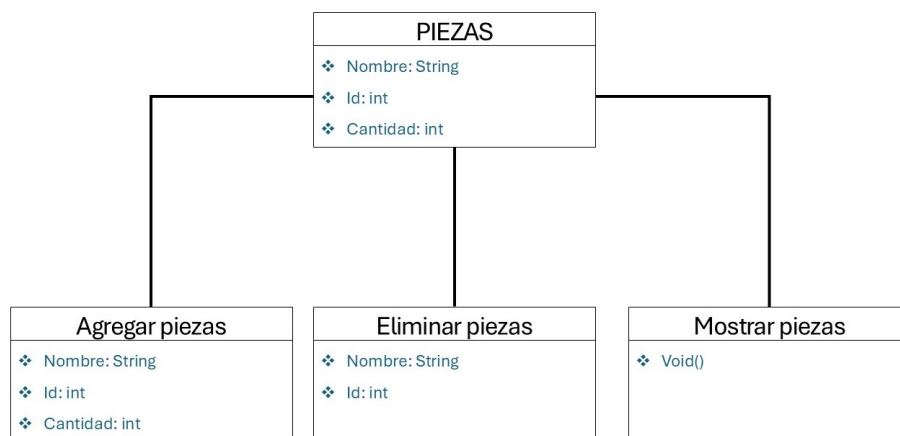 PIEZAS
Nombre: String
Id: int
Cantidad: int
Agregar piezas
Nombre: String
Id: int
Cantidad: int
Eliminar piezas
Nombre: String
Id: int
Mostrar piezas
Void()